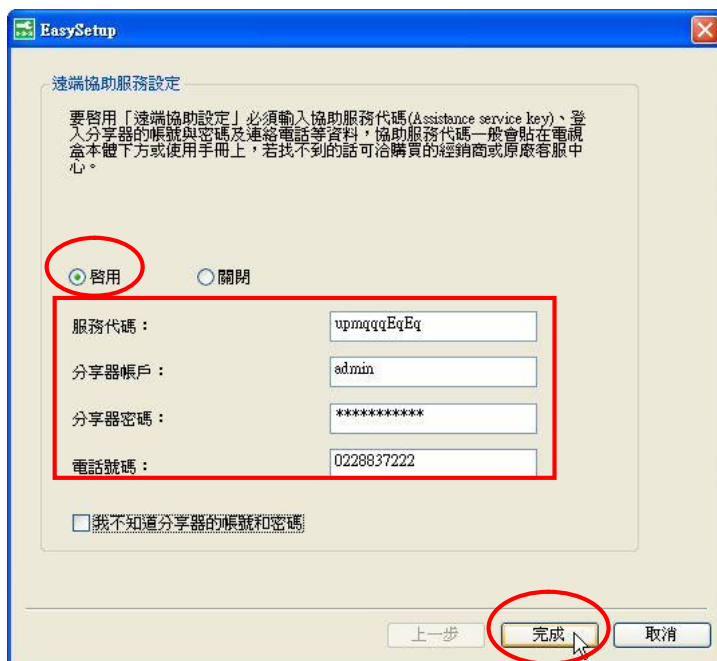 EasySetup
遠端協助服務設定
要啟用「遠端協助設定」必須輸入協助服務代碼(Assistance service key)、登
入分享器的帳號與密碼及連絡電話等資料，協助服務代碼一般會貼在電視
盒本體下方或使用手冊上，若找不到的話可洽購買的經銷商或原廠客服中
心。
啟用 關閉
服務代碼： upmqqqEqEq
分享器帳戶： admin
分享器密碼： ***********
電話號碼： 0228837222
我不知道分享器的帳號和密碼
上一步 完成 取消